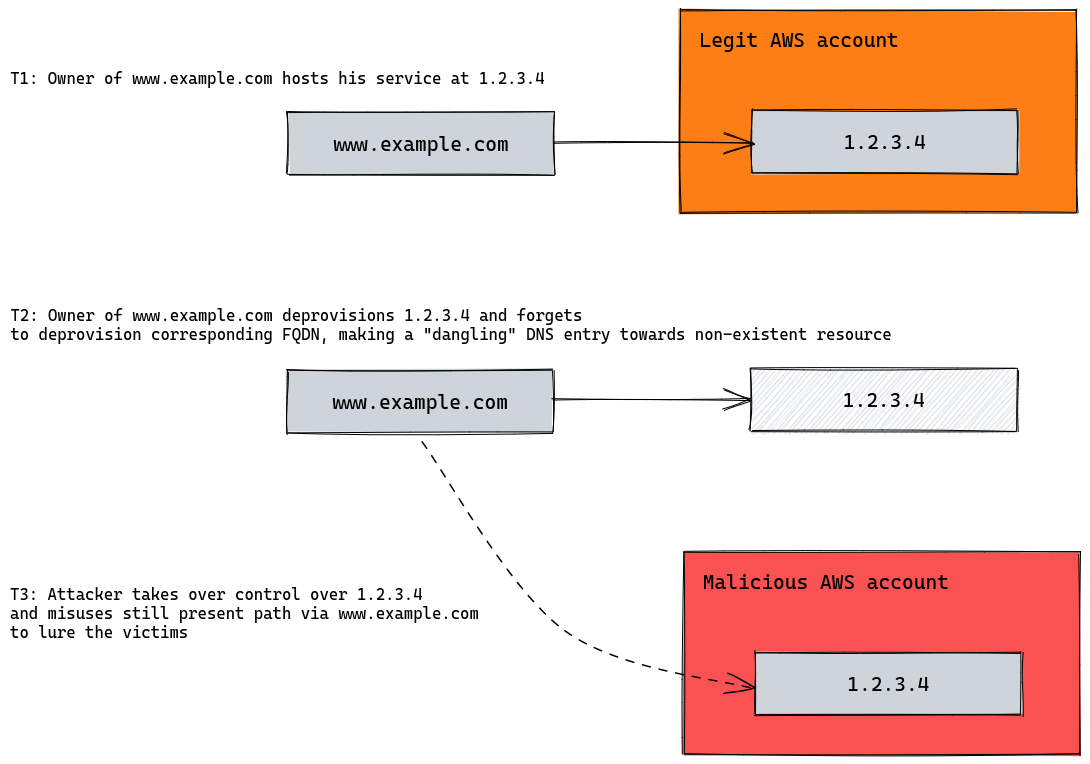 Legit AWS account
T1: Owner of www.example.com hosts his service at 1.2.3.4
www.example.com
1.2.3.4
T2: Owner of www.example.com deprovisions 1.2.3.4 and forgets
to deprovision corresponding FQDN, making a "dangling" DNS entry towards non-existent resource
www.example.com
1.2.3.4
Malicious AWS account
T3: Attacker takes over control over 1.2.3.4
and misuses still present path via www.example.com
to lure the victims
1.2.3.4